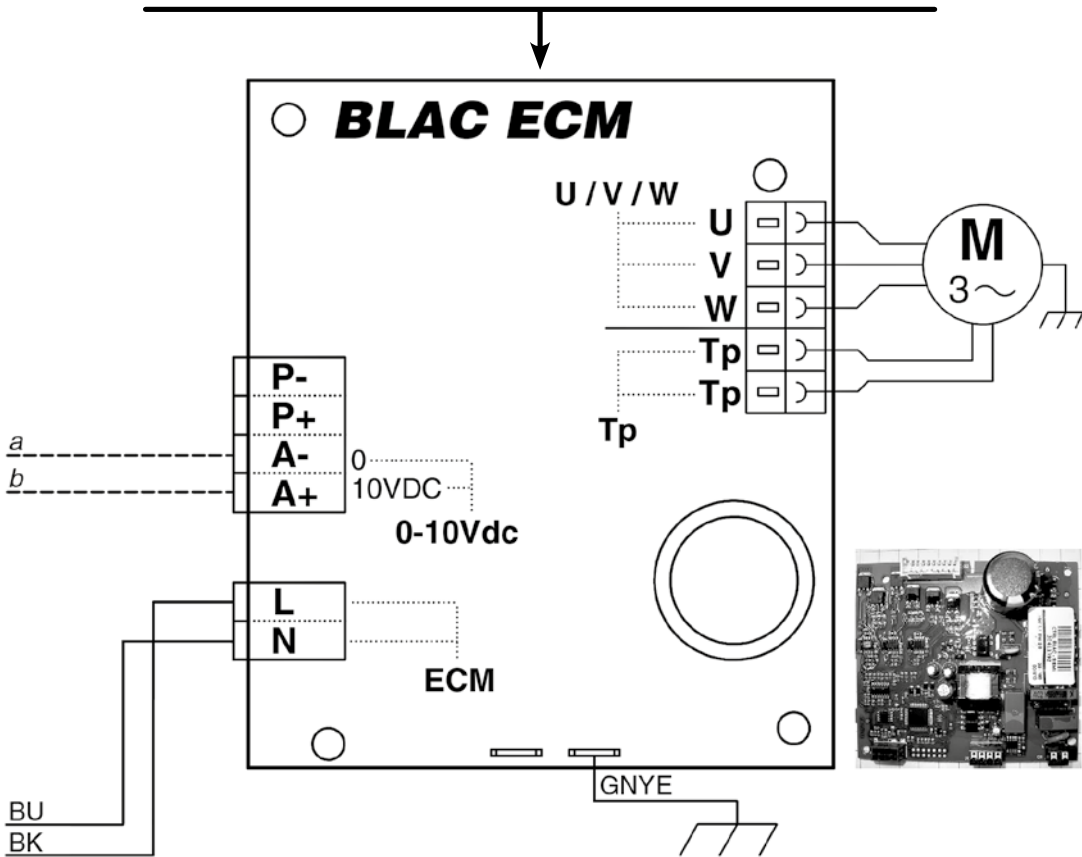 BLAC ECM
U / V / W
U
V
W
Tp
Tp
Tp
M
3~
P-
P+
a
A-
0
b
A+
10VDC
0-10Vdc
L
N
ECM
GNYE
BU
BK